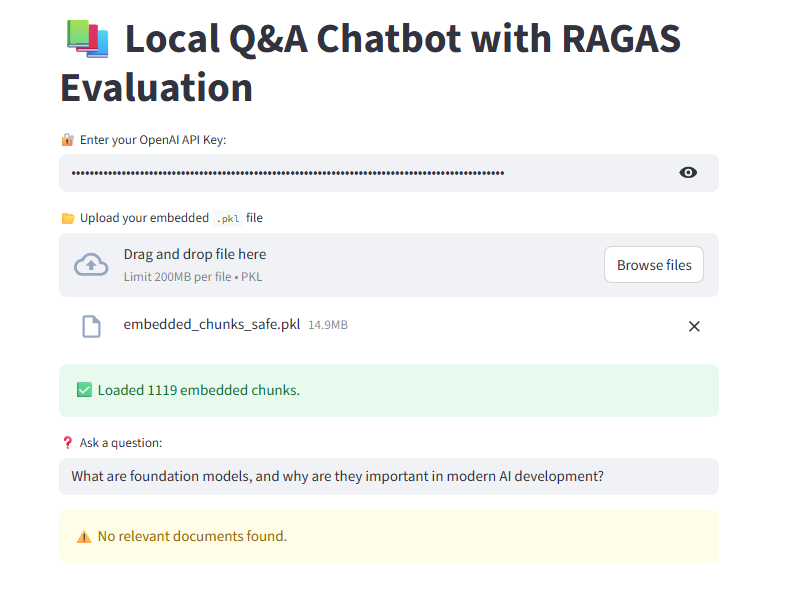 Local Q&A Chatbot with RAGAS
Evaluation
Enter your OpenAI API Key:
••••••••••••••••••••••••••••••••••••••••••••••••••••••••••••••••••••••••••••••••••••••••••••••••
Upload your embedded .pkl file
Drag and drop file here
Limit 200MB per file • PKL
Browse files
embedded_chunks_safe.pkl 14.9MB
Loaded 1119 embedded chunks.
Ask a question:
What are foundation models, and why are they important in modern AI development?
No relevant documents found.